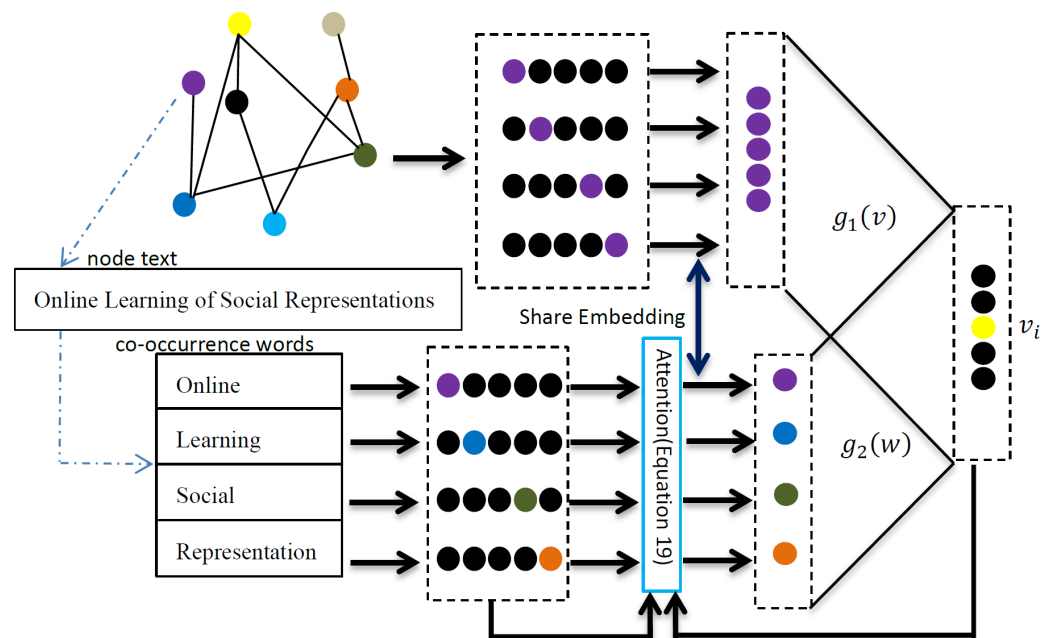 node text
Online Learning of Social Representations
co-occurrence words
Online
Learning
Social
Representation
Share Embedding
Attention(Equation 19)
g₁(v)
g₂(w)
vᵢ